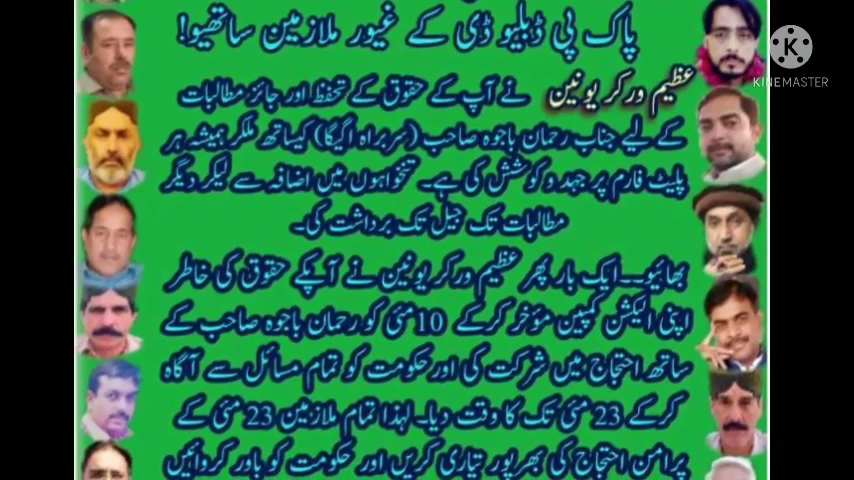 پاک پی ڈبلیو ڈی کے غیور ملازمین ساتھیو!
KINEMASTER
عظیم ورکر یونین نے آپ کے حقوق کے تحفظ اور جائز مطالبات
کے لیے جناب رحمان باجوہ صاحب (سربراہ اگیگا) کیساتھ ملکر ہمیشہ ہر
پلیٹ فارم پر جہد و کوشش کی ہے۔ تنخواہوں میں اضافہ سے لیکر دیگر
مطالبات تک جیل تک برداشت کی۔
بھائیو...ایک بار پھر عظیم ورکر یونین نے آپکے حقوق کی خاطر
اپنی الیکشن کمپین مؤخر کرکے 10 مئی کو رحمان باجوہ صاحب کے
ساتھ احتجاج میں شرکت کی اور حکومت کو تمام مسائل سے آگاہ
کرکے 23 مئی تک کا وقت دیا۔ لہذا تمام ملازمین 23 مئی کے
پرامن احتجاج کی بھرپور تیاری کریں اور حکومت کو باور کروائیں